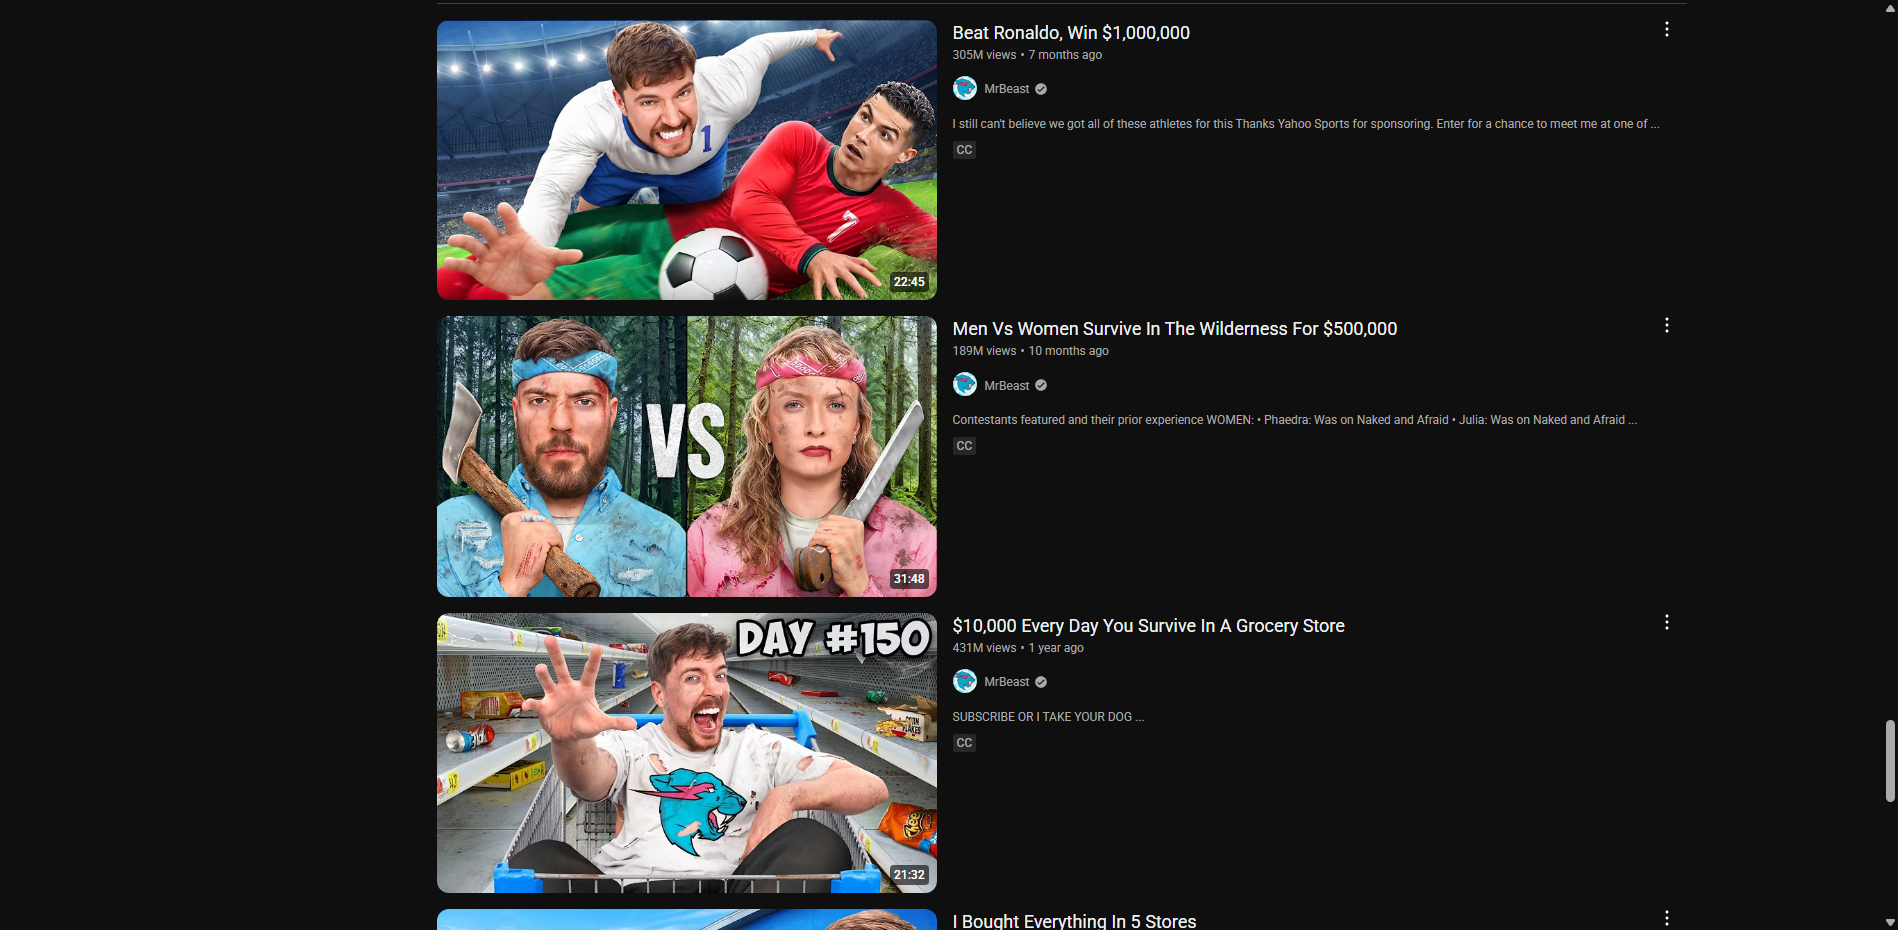 Beat Ronaldo, Win $1,000,000
305M views • 7 months ago
MrBeast
I still can't believe we got all of these athletes for this Thanks Yahoo Sports for sponsoring. Enter for a chance to meet me at one of ...
CC
1
7
22:45
Men Vs Women Survive In The Wilderness For $500,000
189M views • 10 months ago
MrBeast
Contestants featured and their prior experience WOMEN: • Phaedra: Was on Naked and Afraid • Julia: Was on Naked and Afraid ...
CC
VS
31:48
$10,000 Every Day You Survive In A Grocery Store
431M views • 1 year ago
MrBeast
SUBSCRIBE OR I TAKE YOUR DOG ...
CC
DAY #150
CORN
FLAKES
21:32
I Bought Everything In 5 Stores